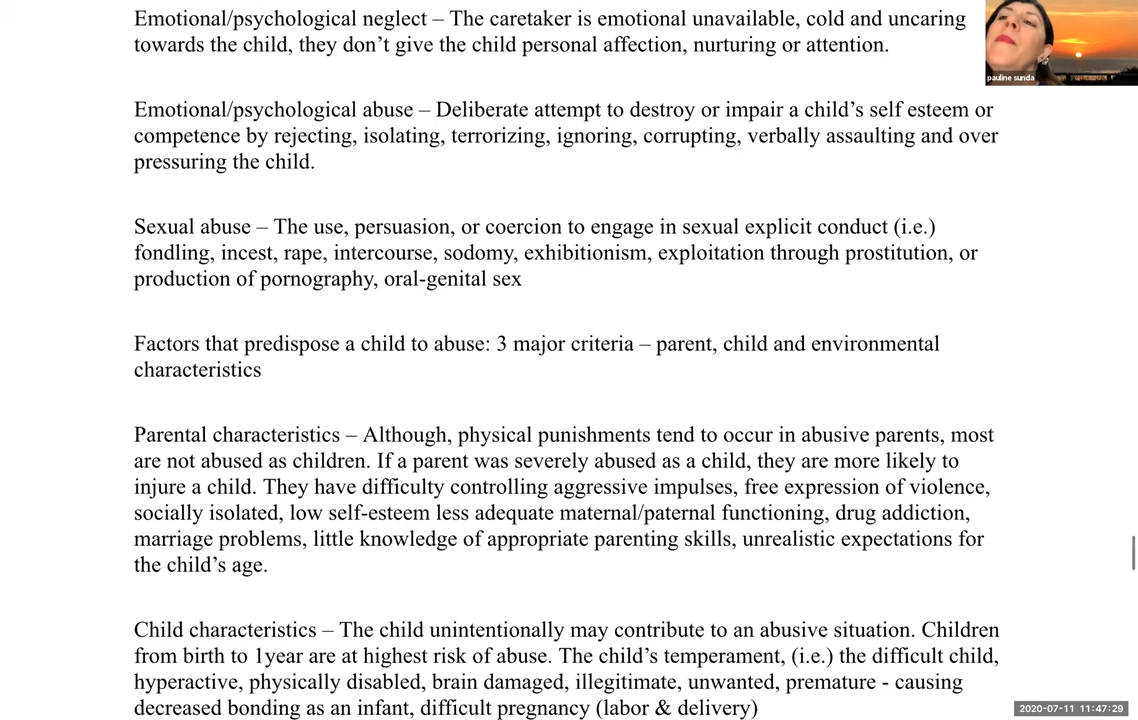 Emotional/psychological neglect – The caretaker is emotional unavailable, cold and uncaring
towards the child, they don’t give the child personal affection, nurturing or attention.
pauline sunda
Emotional/psychological abuse – Deliberate attempt to destroy or impair a child’s self esteem or
competence by rejecting, isolating, terrorizing, ignoring, corrupting, verbally assaulting and over
pressuring the child.
Sexual abuse – The use, persuasion, or coercion to engage in sexual explicit conduct (i.e.)
fondling, incest, rape, intercourse, sodomy, exhibitionism, exploitation through prostitution, or
production of pornography, oral-genital sex
Factors that predispose a child to abuse: 3 major criteria – parent, child and environmental
characteristics
Parental characteristics – Although, physical punishments tend to occur in abusive parents, most
are not abused as children. If a parent was severely abused as a child, they are more likely to
injure a child. They have difficulty controlling aggressive impulses, free expression of violence,
socially isolated, low self-esteem less adequate maternal/paternal functioning, drug addiction,
marriage problems, little knowledge of appropriate parenting skills, unrealistic expectations for
the child’s age.
Child characteristics – The child unintentionally may contribute to an abusive situation. Children
from birth to 1year are at highest risk of abuse. The child’s temperament, (i.e.) the difficult child,
hyperactive, physically disabled, brain damaged, illegitimate, unwanted, premature - causing
decreased bonding as an infant, difficult pregnancy (labor & delivery)
2020-07-11 11:47:29